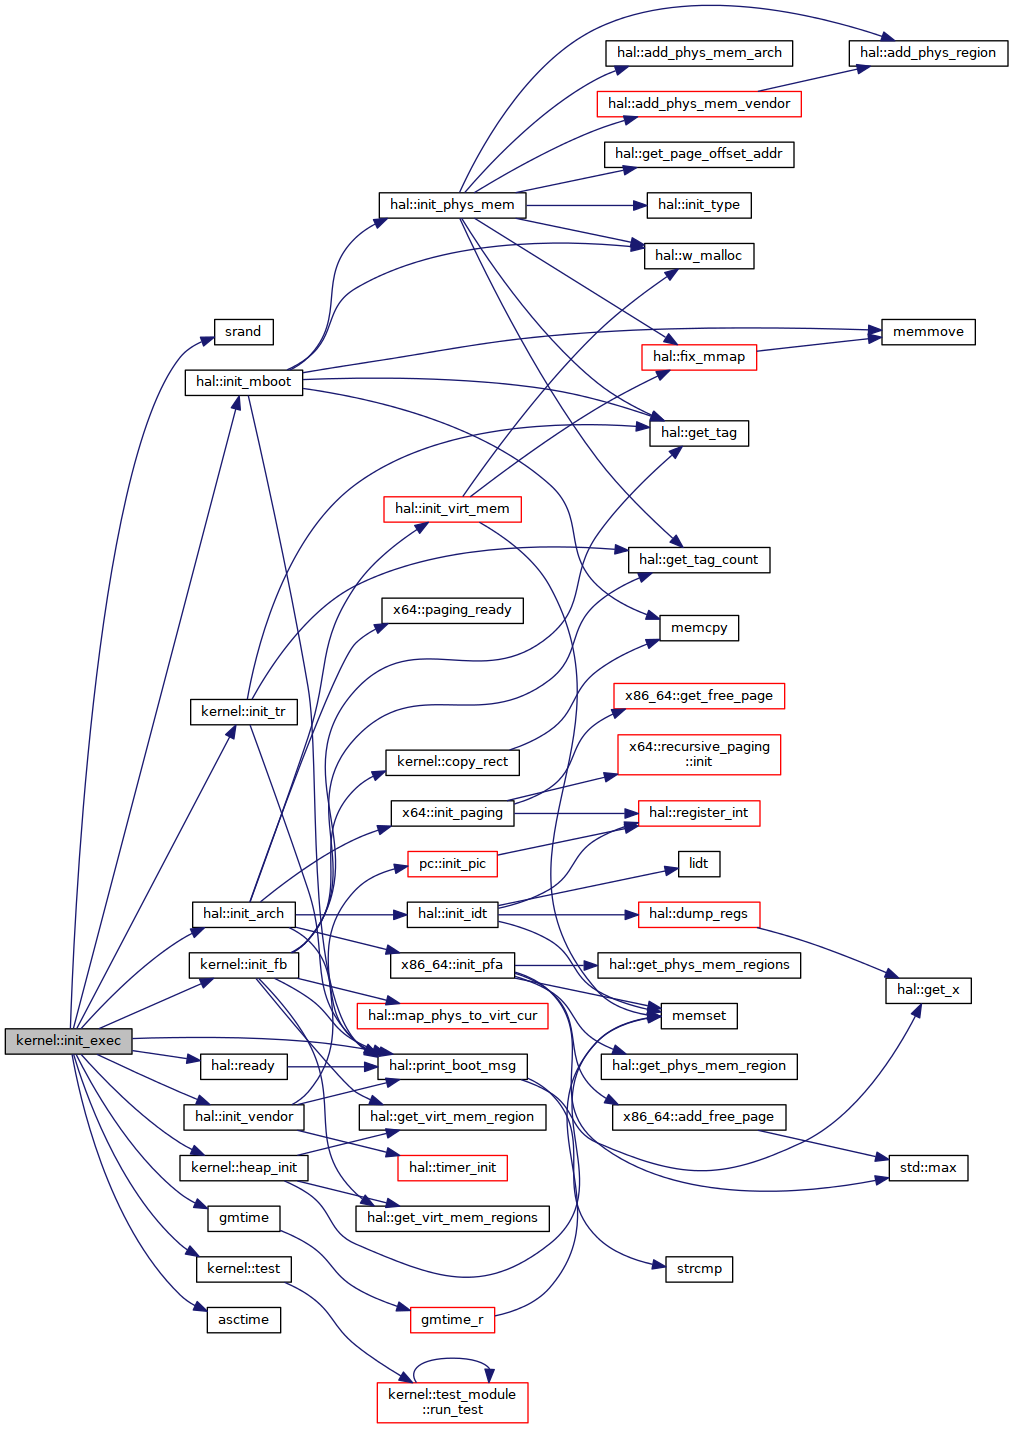 hal::add_phys_mem_arch
hal::add_phys_region
hal::add_phys_mem_vendor
hal::get_page_offset_addr
hal::init_phys_mem
hal::init_type
hal::w_malloc
srand
memmove
hal::fix_mmap
hal::init_mboot
hal::get_tag
hal::init_virt_mem
hal::get_tag_count
x64::paging_ready
memcpy
x86_64::get_free_page
kernel::init_tr
x64::recursive_paging
::init
kernel::copy_rect
x64::init_paging
hal::register_int
pc::init_pic
lidt
hal::init_arch
hal::init_idt
hal::dump_regs
kernel::init_fb
x86_64::init_pfa
hal::get_phys_mem_regions
hal::get_x
hal::map_phys_to_virt_cur
memset
kernel::init_exec
hal::ready
hal::print_boot_msg
hal::get_phys_mem_region
hal::init_vendor
hal::get_virt_mem_region
x86_64::add_free_page
kernel::heap_init
hal::timer_init
std::max
gmtime
hal::get_virt_mem_regions
kernel::test
strcmp
asctime
gmtime_r
kernel::test_module
::run_test